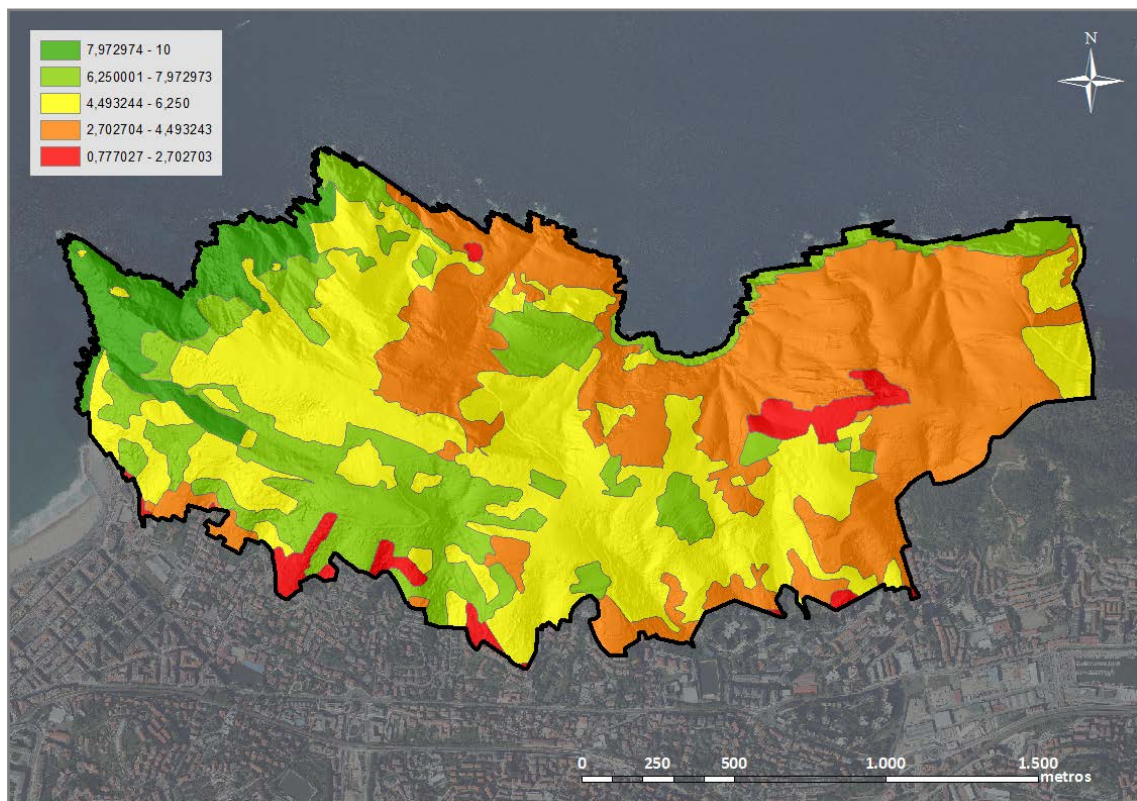 7,972974 - 10
6,250001 - 7,972973
4,493244 - 6,250
2,702704 - 4,493243
0,777027 - 2,702703
N
0 250 500 1.000 1.500
metros